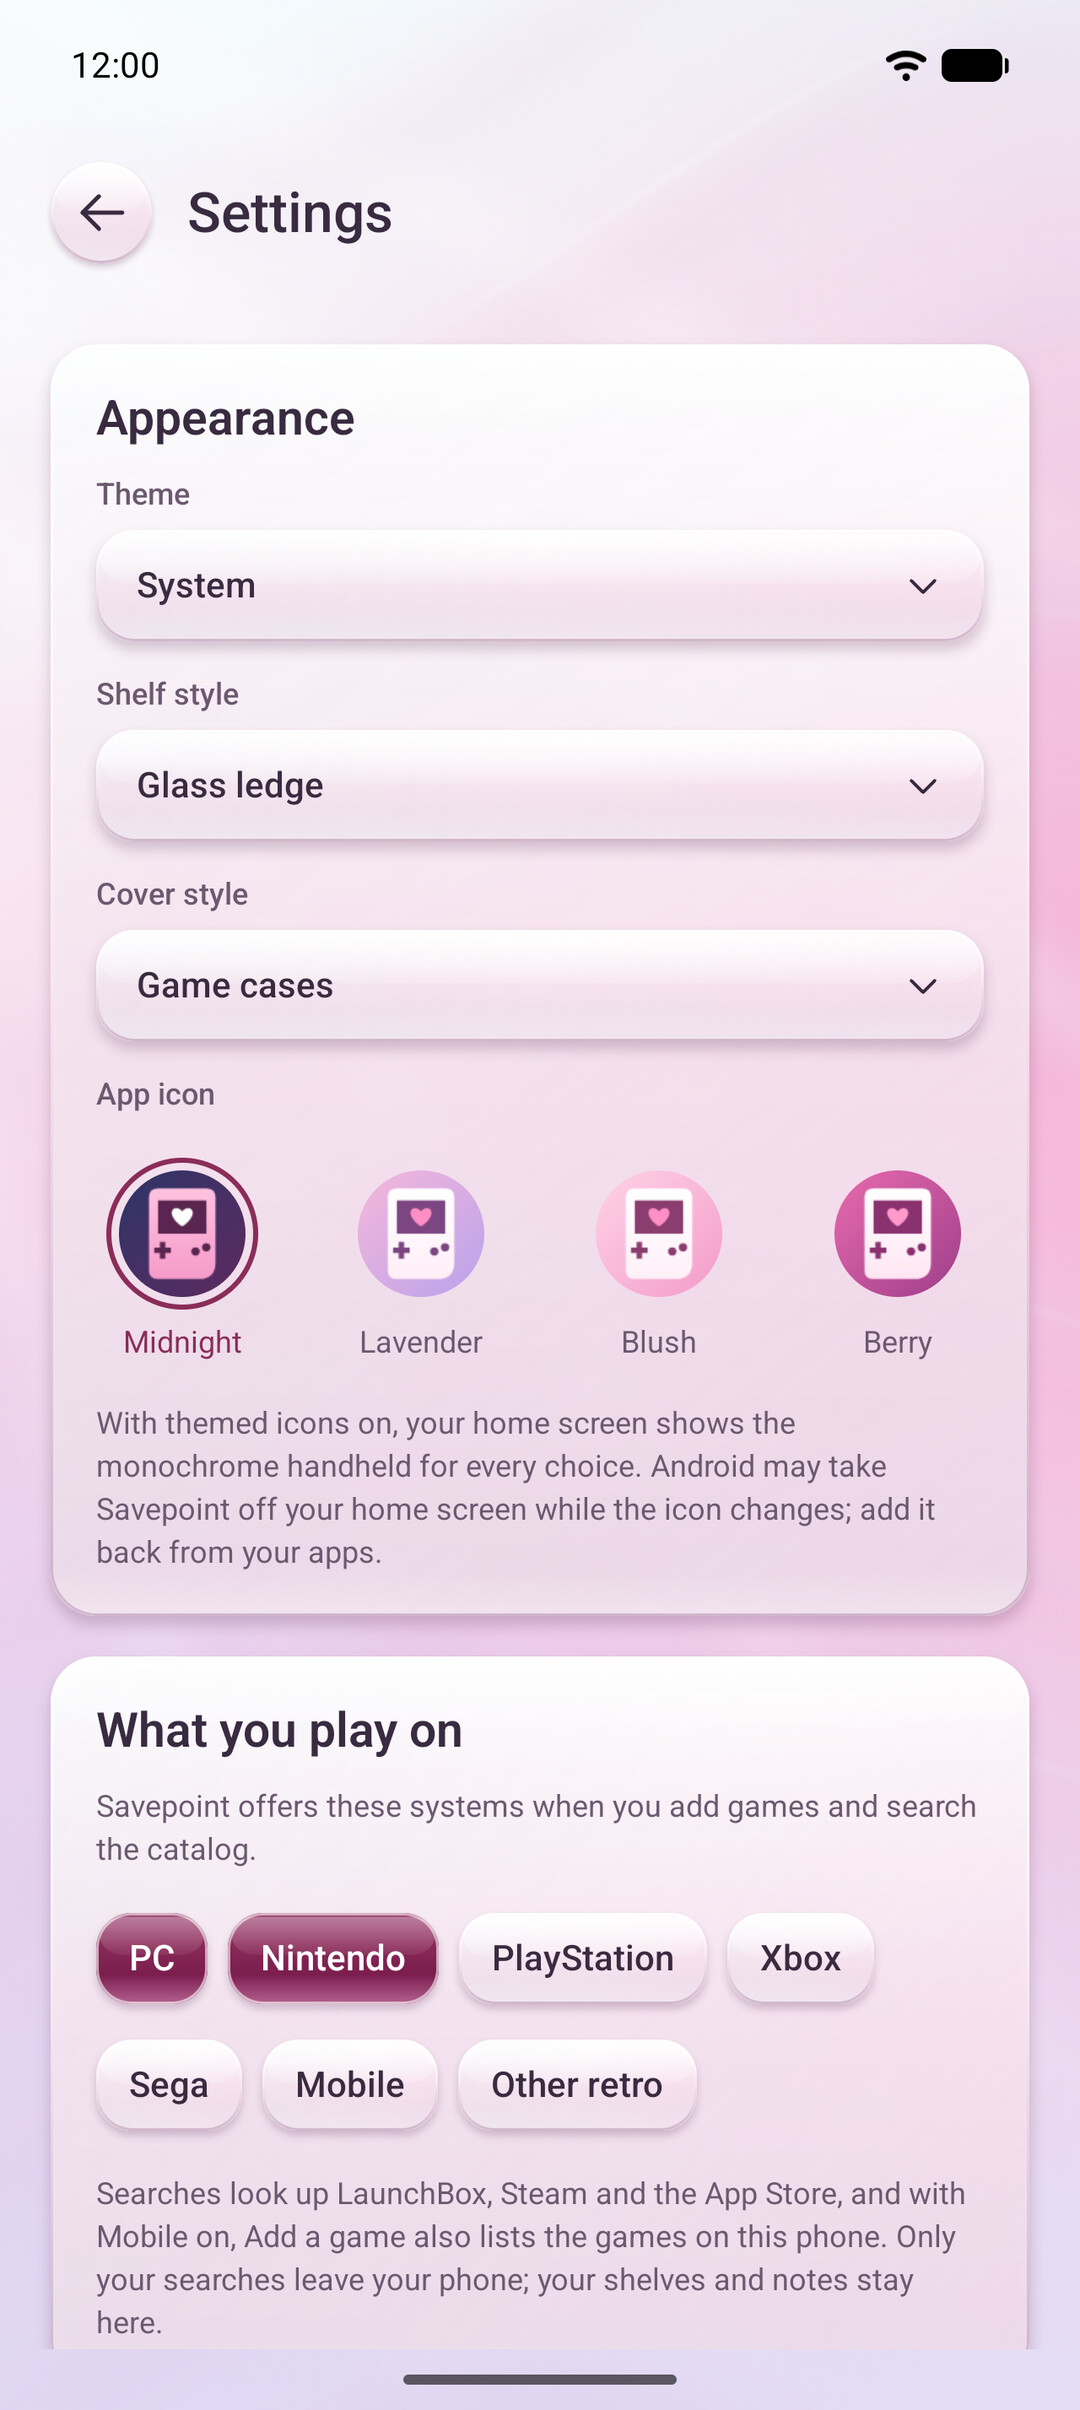 12:00
Settings
Appearance
Theme
System
Shelf style
Glass ledge
Cover style
Game cases
App icon
Midnight
Lavender
Blush
Berry
With themed icons on, your home screen shows the
monochrome handheld for every choice. Android may take
Savepoint off your home screen while the icon changes; add it
back from your apps.
What you play on
Savepoint offers these systems when you add games and search
the catalog.
PC
Nintendo
PlayStation
Xbox
Sega
Mobile
Other retro
Searches look up LaunchBox, Steam and the App Store, and with
Mobile on, Add a game also lists the games on this phone. Only
your searches leave your phone; your shelves and notes stay
here.